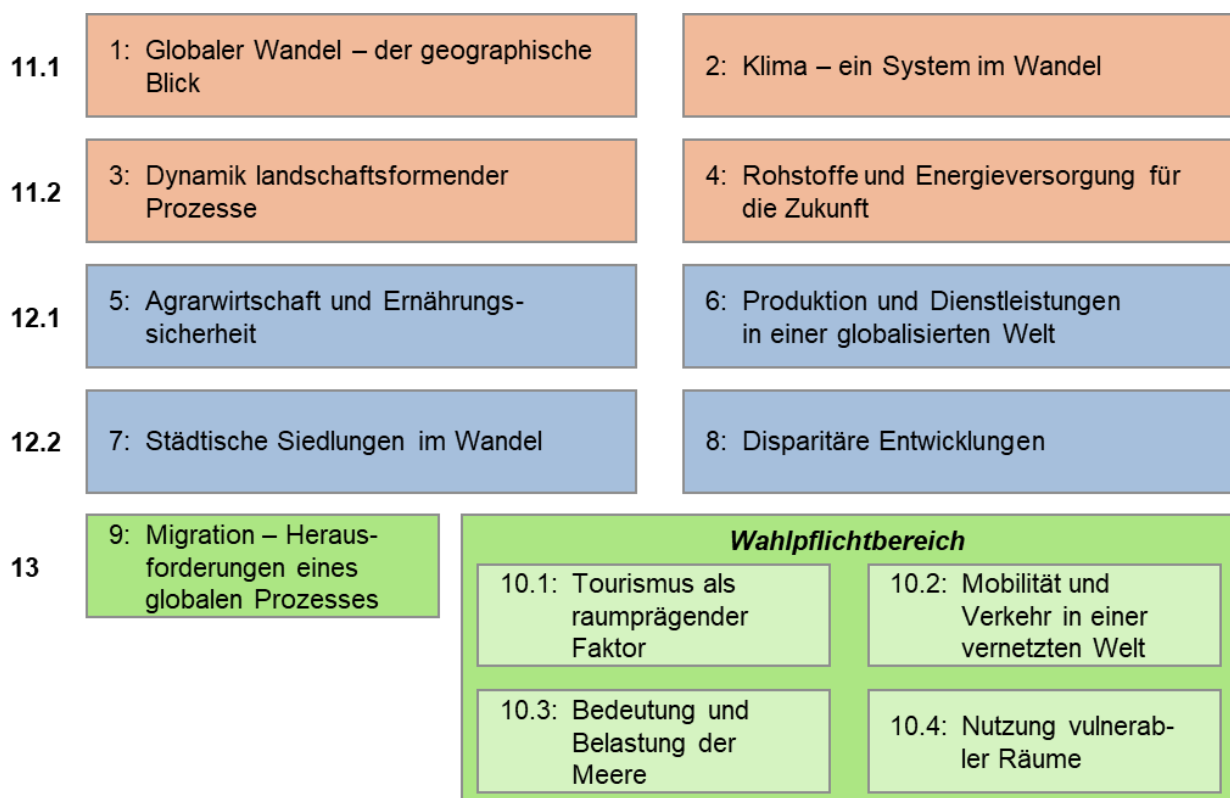 11.1
1: Globaler Wandel – der geographische
Blick
2: Klima – ein System im Wandel
11.2
3: Dynamik landschaftsformender
Prozesse
4: Rohstoffe und Energieversorgung für
die Zukunft
12.1
5: Agrarwirtschaft und Ernährungs-
sicherheit
6: Produktion und Dienstleistungen
in einer globalisierten Welt
12.2
7: Städtische Siedlungen im Wandel
8: Disparitäre Entwicklungen
13
9: Migration – Heraus-
forderungen eines
globalen Prozesses
Wahlpflichtbereich
10.1: Tourismus als
raumprägender
Faktor
10.2: Mobilität und
Verkehr in einer
vernetzten Welt
10.3: Bedeutung und
Belastung der
Meere
10.4: Nutzung vulnerab-
ler Räume